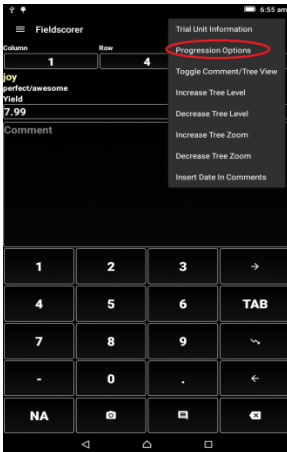 6:55 am
Fieldscorer
Trial Unit Information
Column Row
1 4
Progression Options
joy
Toggle Comment/Tree View
perfect/awesome
Yield
Increase Tree Level
7.99
Decrease Tree Level
Comment
Increase Tree Zoom
Decrease Tree Zoom
Insert Date In Comments
1 2 3 →
4 5 6 TAB
7 8 9
- 0 . ←
NA